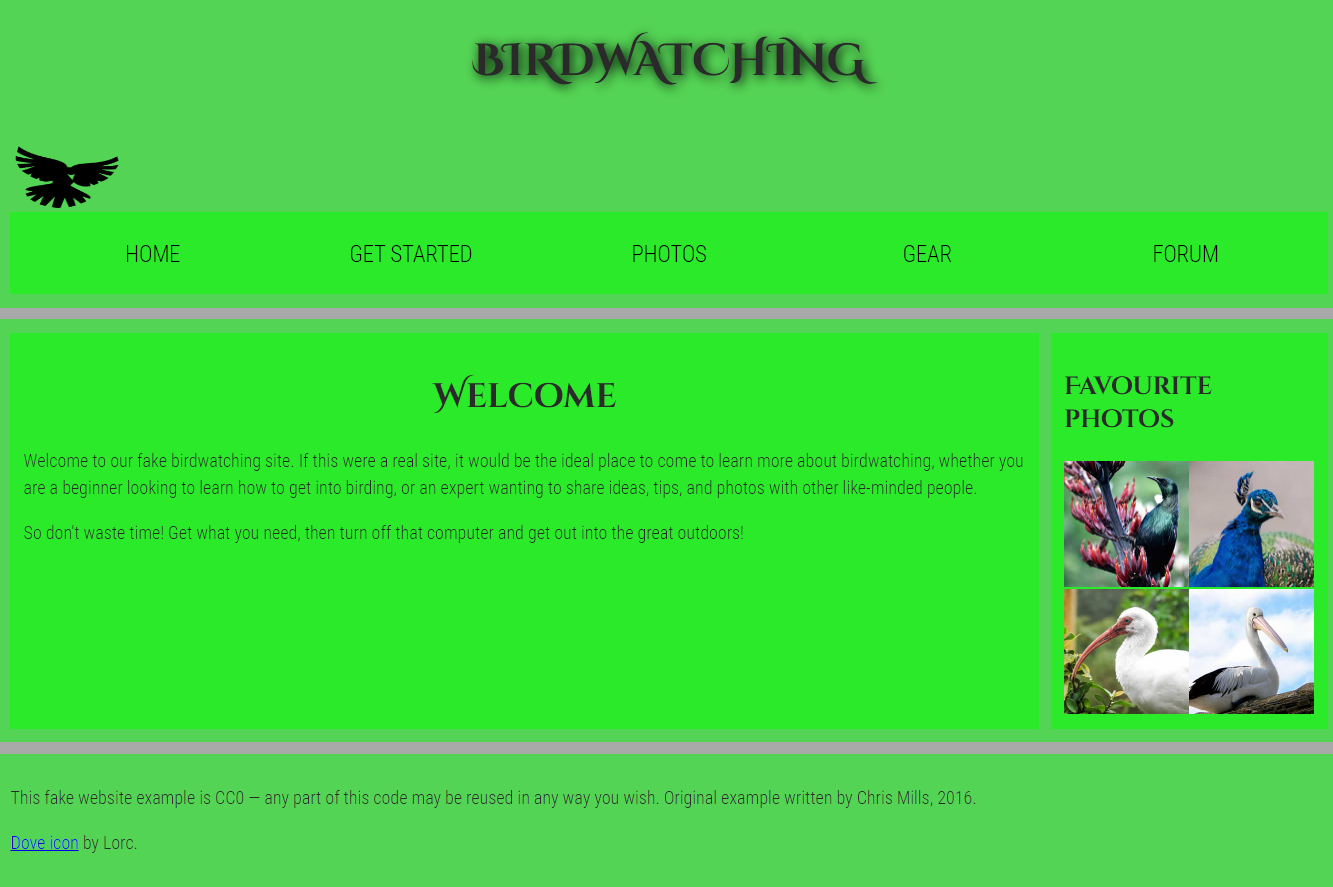 BIRDWATCHING
HOME
GET STARTED
PHOTOS
GEAR
FORUM
Welcome
Welcome to our fake birdwatching site. If this were a real site, it would be the ideal place to come to learn more about birdwatching, whether you
are a beginner looking to learn how to get into birding, or an expert wanting to share ideas, tips, and photos with other like-minded people.
So don't waste time! Get what you need, then turn off that computer and get out into the great outdoors!
Favourite
photos
This fake website example is CC0 — any part of this code may be reused in any way you wish. Original example written by Chris Mills, 2016.
Dove icon by Lorc.